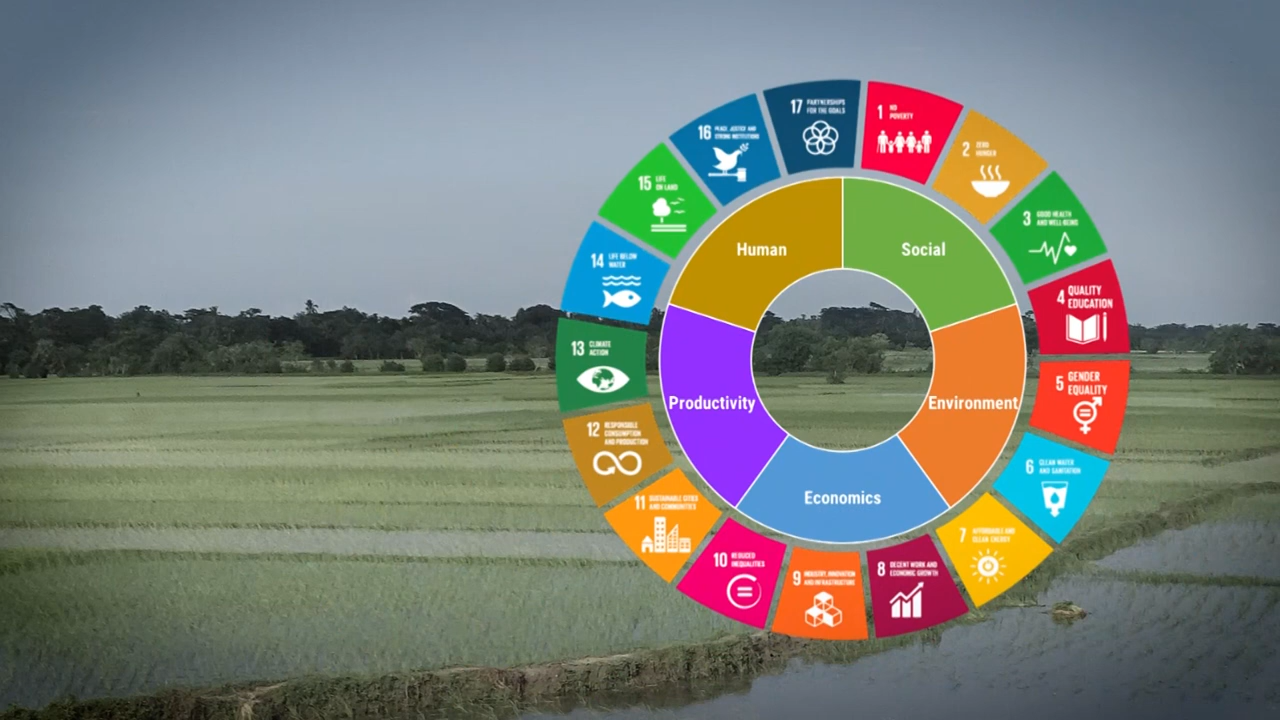 1 NO
POVERTY
2 ZERO
HUNGER
3 GOOD HEALTH
AND WELL-BEING
4 QUALITY
EDUCATION
5 GENDER
EQUALITY
6 CLEAN WATER
AND SANITATION
7 AFFORDABLE AND
CLEAN ENERGY
8 DECENT WORK AND
ECONOMIC GROWTH
9 INDUSTRY, INNOVATION
AND INFRASTRUCTURE
10 REDUCED
INEQUALITIES
11 SUSTAINABLE CITIES
AND COMMUNITIES
12 RESPONSIBLE
CONSUMPTION
AND PRODUCTION
13 CLIMATE
ACTION
14 LIFE BELOW
WATER
15 LIFE
ON LAND
16 PEACE, JUSTICE AND
STRONG INSTITUTIONS
17 PARTNERSHIPS
FOR THE GOALS
Human
Social
Productivity
Environment
Economics